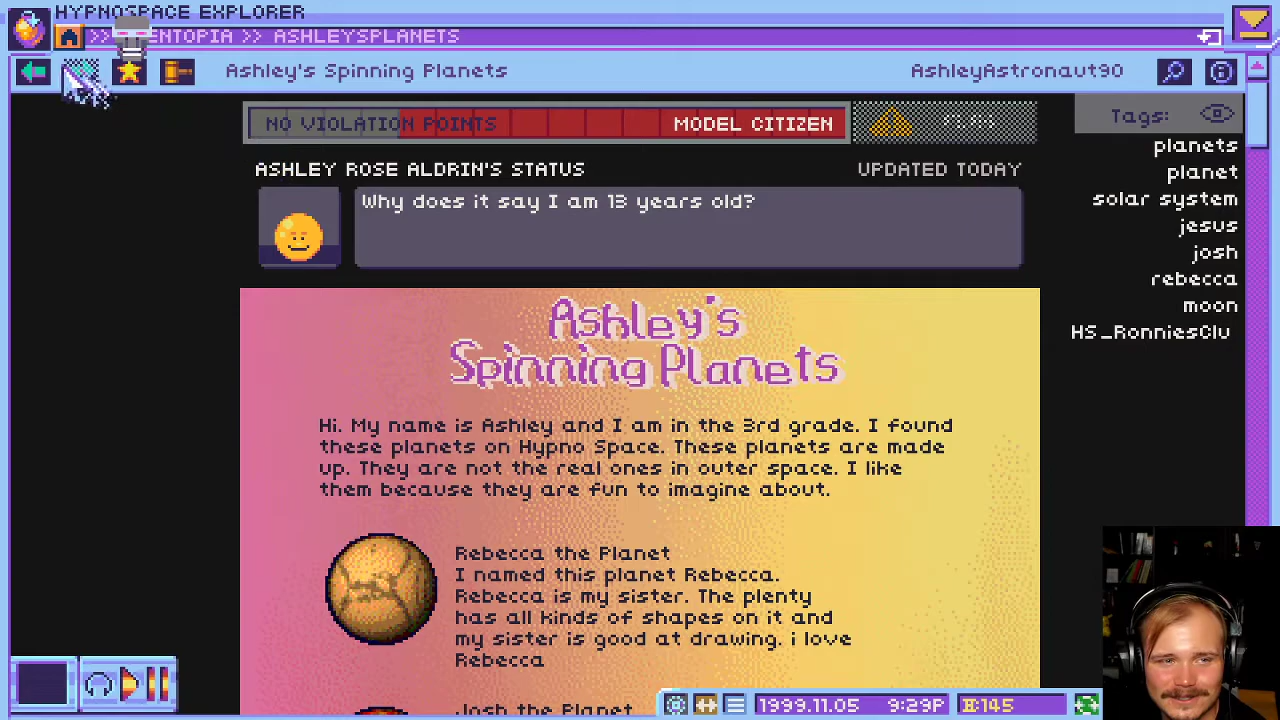 HYPNOSPACE EXPLORER
>> ENTOPIA >> ASHLEYSPLANETS
Ashley's Spinning Planets
AshleyAstronaut90
NO VIOLATION POINTS
MODEL CITIZEN
Tags:
planets
planet
solar system
jesus
josh
rebecca
moon
HS_RonniesClu
ASHLEY ROSE ALDRIN'S STATUS
UPDATED TODAY
Why does it say I am 13 years old?
Ashley's
Spinning Planets
Hi. My name is Ashley and I am in the 3rd grade. I found
these planets on Hypno Space. These planets are made
up. They are not the real ones in outer space. I like
them because they are fun to imagine about.
Rebecca the Planet
I named this planet Rebecca.
Rebecca is my sister. The plenty
has all kinds of shapes on it and
my sister is good at drawing. i love
Rebecca
Josh the Planet
1999.11.05 9:29P
145